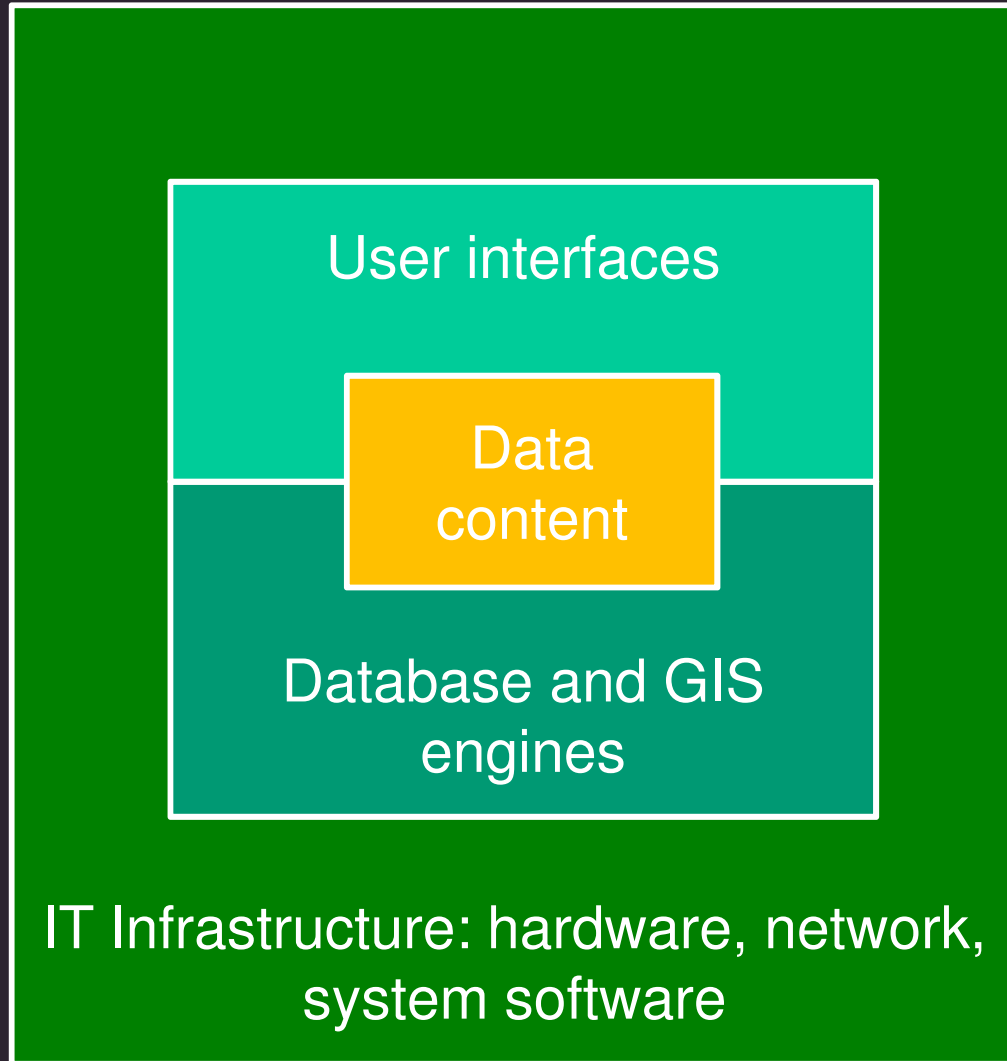 User interfaces
Data
content
Database and GIS
engines
IT Infrastructure: hardware, network,
system software